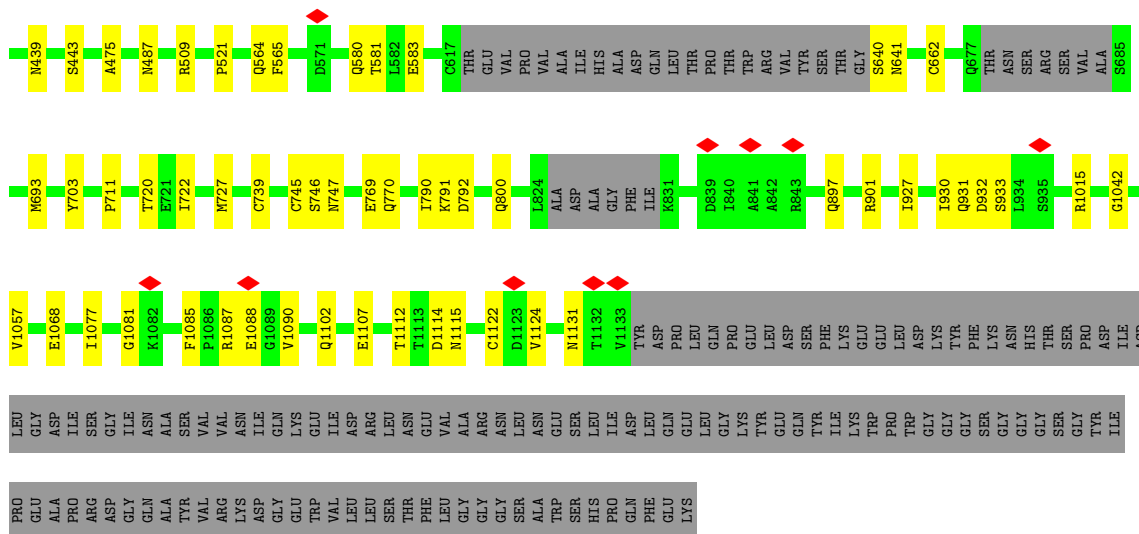 N439 S443 A475 N487 R509 P521 Q564 F565 D571 Q580 T581 L582 E583 C617 THR GLU VAL PRO VAL ALA ILE HIS ALA ASP GLN LEU THR PRO THR TRP ARG VAL TYR SER THR GLY S640 N641 C662 Q677 THR ASN SER ARG SER VAL ALA S685
M693 Y703 P711 T720 E721 I722 M727 C739 C745 S746 N747 E769 Q770 I790 K791 D792 Q800 L824 ALA ASP ALA GLY PHE ILE K831 D839 I840 A841 A842 R843 Q897 R901 I927 I930 Q931 D932 S933 L934 S935 R1015 G1042
V1057 E1068 I1077 G1081 K1082 F1085 P1086 R1087 E1088 G1089 V1090 Q1102 E1107 T1112 T1113 D1114 N1115 C1122 D1123 V1124 N1131 T1132 V1133 TYR ASP PRO LEU GLN PRO GLU LEU ASP SER PHE LYS GLU GLU LEU ASP LYS TYR PHE LYS ASN HIS THR SER PRO ASP ILE
LEU GLY ASP ILE SER GLY ILE ASN ALA SER VAL VAL ASN ILE GLN LYS GLU ILE ASP ARG LEU ASN GLU VAL ALA ARG ASN LEU ASN GLU SER LEU ILE ASP LEU GLN GLU LEU GLY LYS TYR GLU GLN TYR ILE LYS TRP PRO TRP GLY GLY GLY SER GLY GLY GLY SER GLY TYR ILE
PRO GLU ALA PRO ARG ASP GLY GLN ALA TYR VAL ARG LYS ASP GLY GLU TRP VAL LEU LEU SER THR PHE LEU GLY GLY GLY SER ALA TRP SER HIS PRO GLN PHE GLU LYS